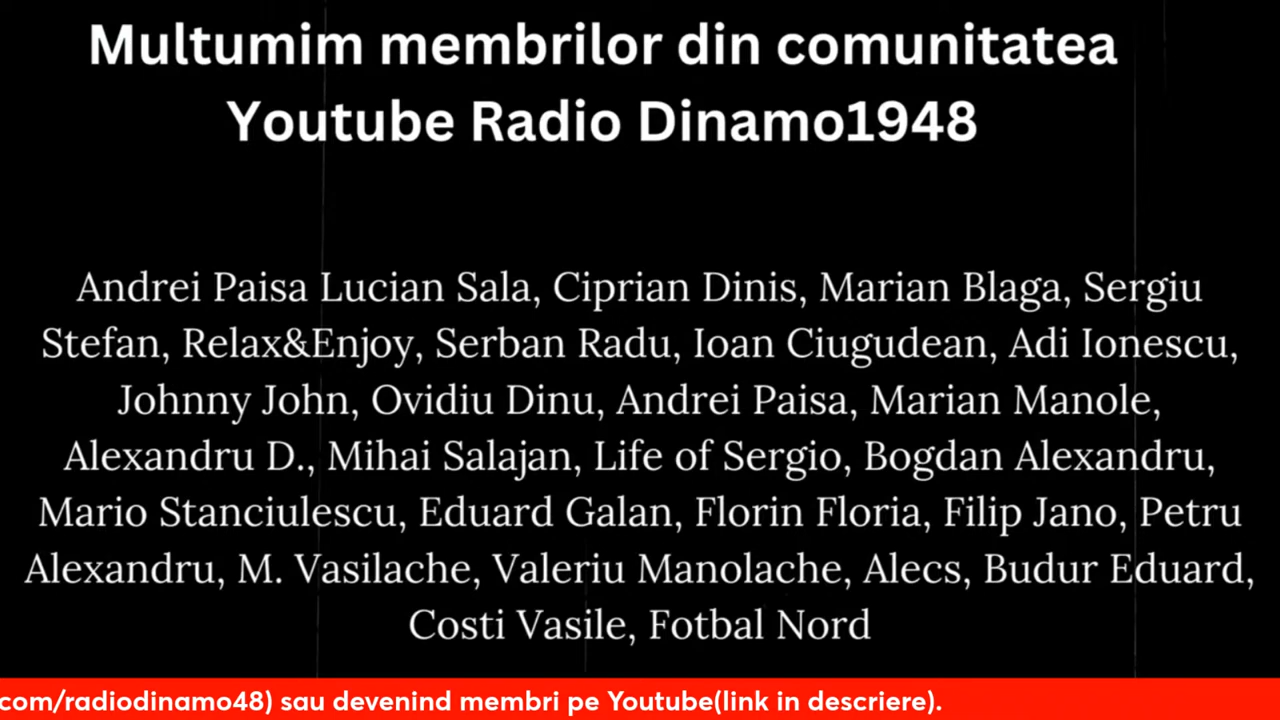 Multumim membrilor din comunitatea
Youtube Radio Dinamo1948
Andrei Paisa Lucian Sala, Ciprian Dinis, Marian Blaga, Sergiu
Stefan, Relax&Enjoy, Serban Radu, Ioan Ciugudean, Adi Ionescu,
Johnny John, Ovidiu Dinu, Andrei Paisa, Marian Manole,
Alexandru D., Mihai Salajan, Life of Sergio, Bogdan Alexandru,
Mario Stanciulescu, Eduard Galan, Florin Floria, Filip Jano, Petru
Alexandru, M. Vasilache, Valeriu Manolache, Alecs, Budur Eduard,
Costi Vasile, Fotbal Nord
com/radiodinamo48) sau devenind membri pe Youtube(link in descriere).